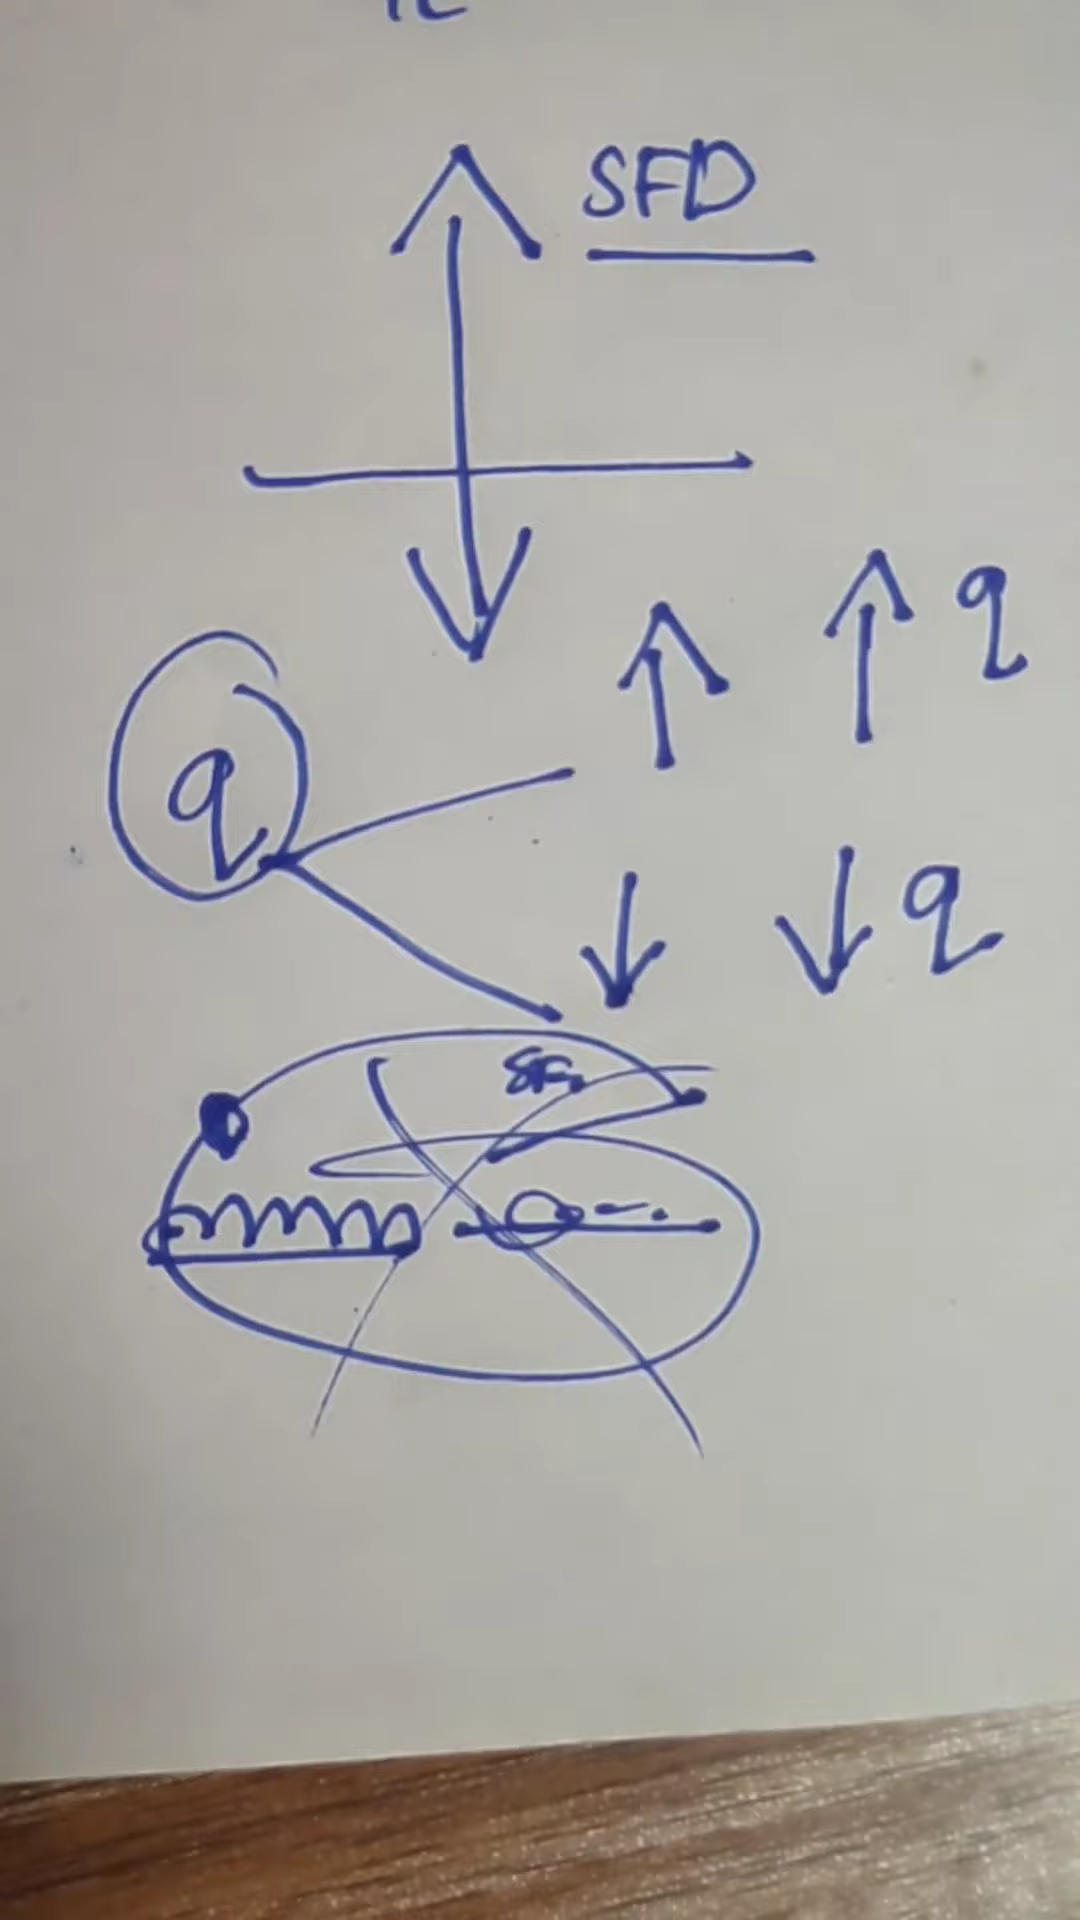 SFD
↑ ↑ q
q
↓ ↓ q